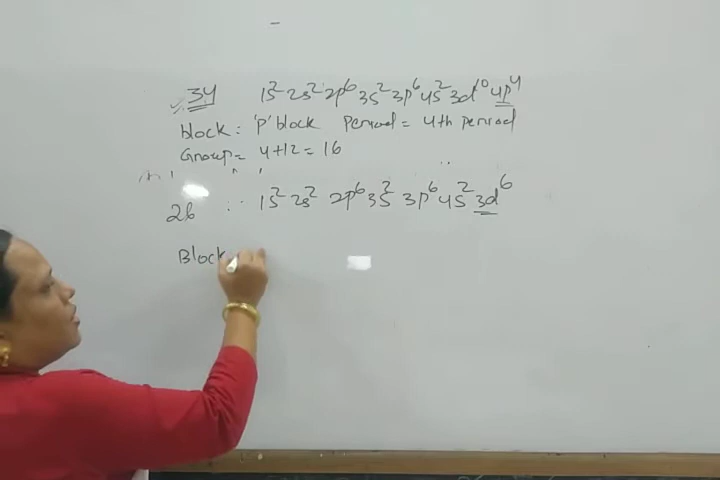 34 1s² 2s² 2p⁶ 3s² 3p⁶ 4s² 3d¹⁰ 4p⁴
block: 'p' block Period = 4th period
Group = 4+12 = 16
26 : 1s² 2s² 2p⁶ 3s² 3p⁶ 4s² 3d⁶
Block